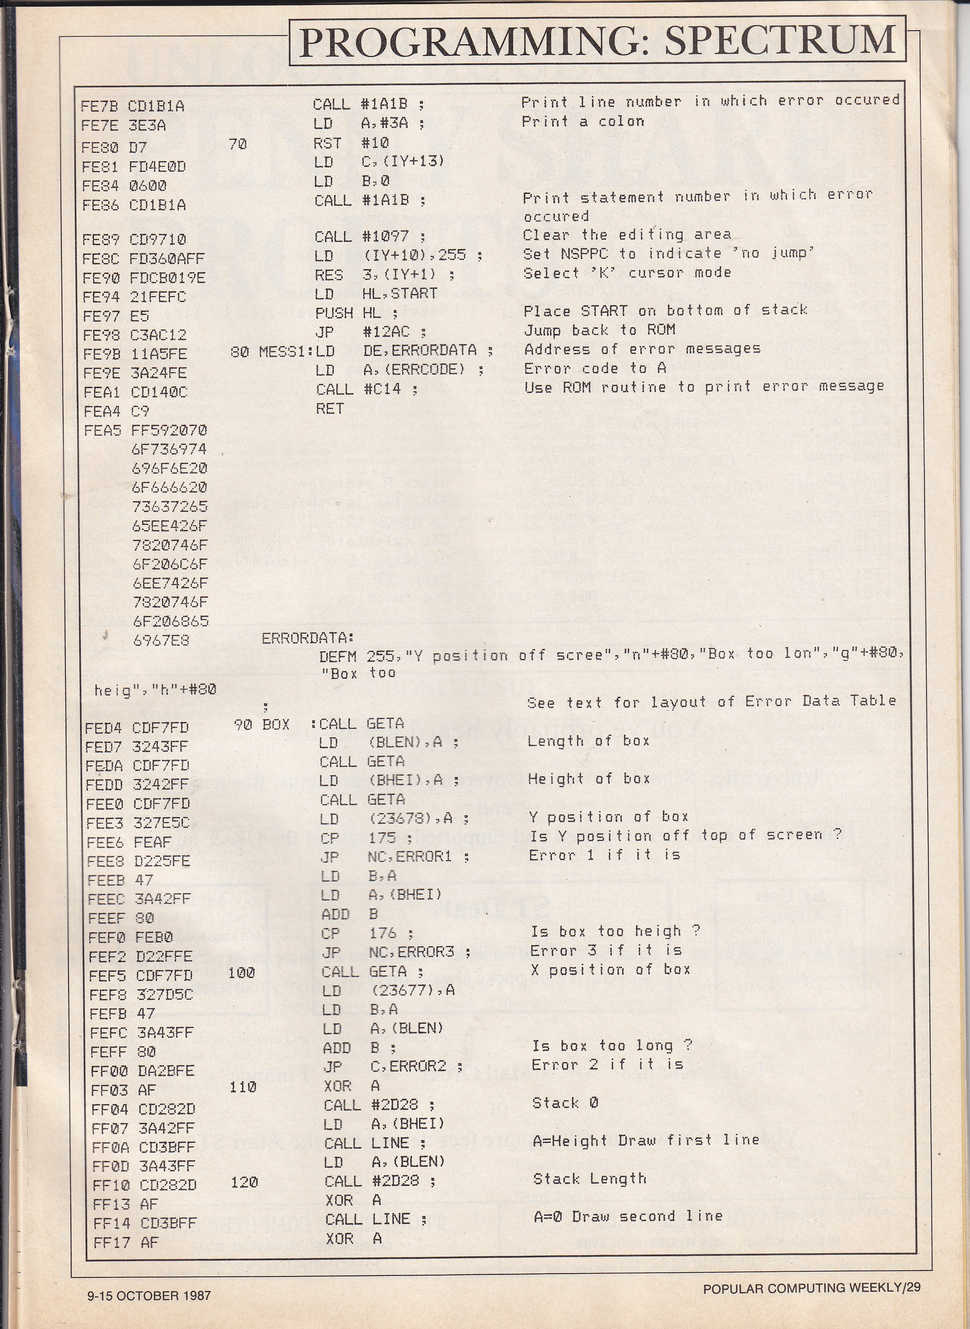 PROGRAMMING: SPECTRUM
FE7B CD1B1A CALL #1A1B ; Print line number in which error occured
FE7E 3E3A LD A,#3A ; Print a colon
FE80 D7 70 RST #10
FE81 FD4E0D LD C,(IY+13)
FE84 0600 LD B,0
FE86 CD1B1A CALL #1A1B ; Print statement number in which error
occured
FE89 CD9710 CALL #1097 ; Clear the editing area
FE8C FD360AFF LD (IY+10),255 ; Set NSPPC to indicate 'no jump'
FE90 FDCB019E RES 3,(IY+1) ; Select 'K' cursor mode
FE94 21FEFC LD HL,START
FE97 E5 PUSH HL ; Place START on bottom of stack
FE98 C3AC12 JP #12AC ; Jump back to ROM
FE9B 11A5FE 80 MESS1:LD DE,ERRORDATA ; Address of error messages
FE9E 3A24FE LD A,(ERRCODE) ; Error code to A
FEA1 CD140C CALL #C14 ; Use ROM routine to print error message
FEA4 C9 RET
FEA5 FF592070
6F736974
696F6E20
6F666620
73637265
65EE426F
7820746F
6F206C6F
6EE7426F
7820746F
6F206865
6967E8 ERRORDATA:
DEFM 255,"Y position off scree","n"+#80,"Box too lon","g"+#80,
"Box too
heig","h"+#80
; See text for layout of Error Data Table
FED4 CDF7FD 90 BOX :CALL GETA
FED7 3243FF LD (BLEN),A ; Length of box
FEDA CDF7FD CALL GETA
FEDD 3242FF LD (BHEI),A ; Height of box
FEE0 CDF7FD CALL GETA
FEE3 327E5C LD (23678),A ; Y position of box
FEE6 FEAF CP 175 ; Is Y position off top of screen ?
FEE8 D225FE JP NC,ERROR1 ; Error 1 if it is
FEEB 47 LD B,A
FEEC 3A42FF LD A,(BHEI)
FEEF 80 ADD B
FEF0 FEB0 CP 176 ; Is box too heigh ?
FEF2 D22FFE JP NC,ERROR3 ; Error 3 if it is
FEF5 CDF7FD 100 CALL GETA ; X position of box
FEF8 327D5C LD (23677),A
FEFB 47 LD B,A
FEFC 3A43FF LD A,(BLEN)
FEFF 80 ADD B ; Is box too long ?
FF00 DA2BFE JP C,ERROR2 ; Error 2 if it is
FF03 AF 110 XOR A
FF04 CD282D CALL #2D28 ; Stack 0
FF07 3A42FF LD A,(BHEI)
FF0A CD3BFF CALL LINE ; A=Height Draw first line
FF0D 3A43FF LD A,(BLEN)
FF10 CD282D 120 CALL #2D28 ; Stack Length
FF13 AF XOR A
FF14 CD3BFF CALL LINE ; A=0 Draw second line
FF17 AF XOR A
9-15 OCTOBER 1987
POPULAR COMPUTING WEEKLY/29